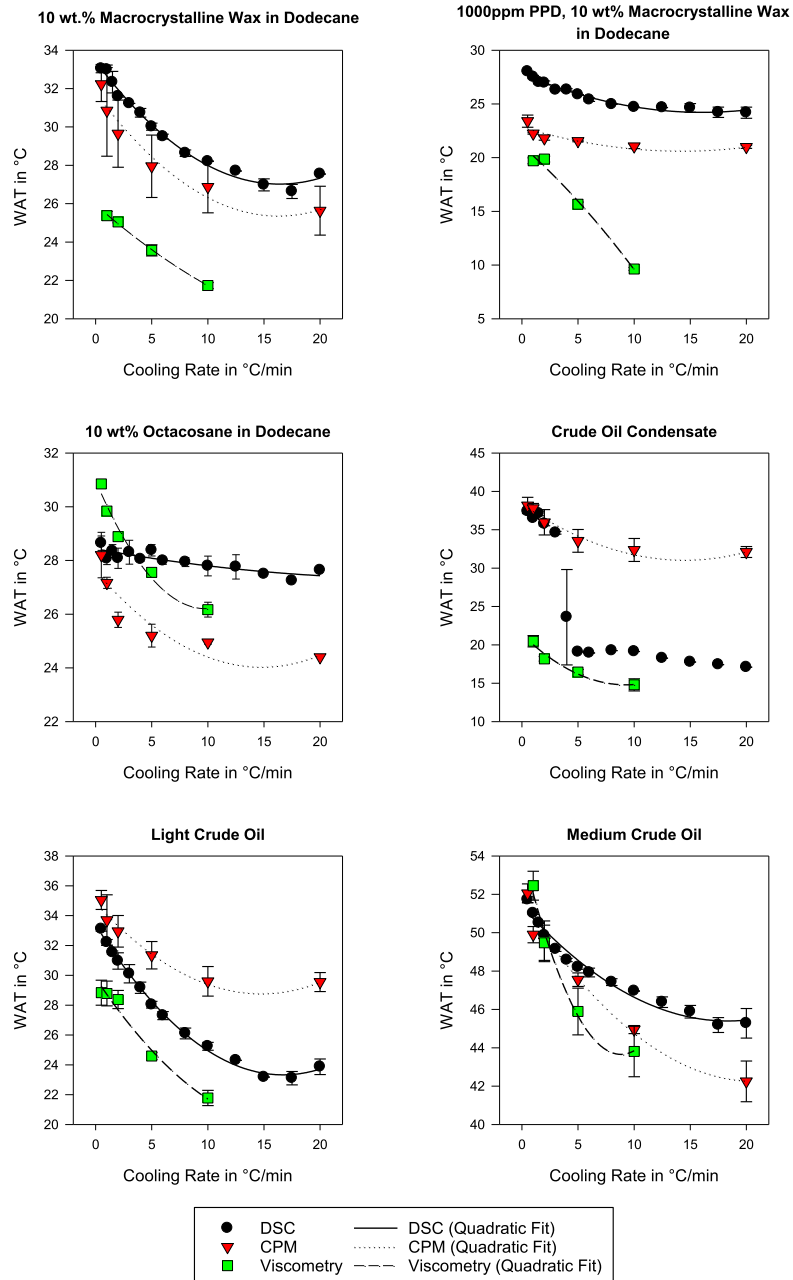 10 wt.% Macrocrystalline Wax in Dodecane
34
32
30
28
26
24
22
20
WAT in °C
0 5 10 15 20
Cooling Rate in °C/min
1000ppm PPD, 10 wt% Macrocrystalline Wax
in Dodecane
30
25
20
15
10
5
WAT in °C
0 5 10 15 20
Cooling Rate in °C/min
10 wt% Octacosane in Dodecane
32
30
28
26
24
22
WAT in °C
0 5 10 15 20
Cooling Rate in °C/min
Crude Oil Condensate
45
40
35
30
25
20
15
10
WAT in °C
0 5 10 15 20
Cooling Rate in °C/min
Light Crude Oil
38
36
34
32
30
28
26
24
22
20
WAT in °C
0 5 10 15 20
Cooling Rate in °C/min
Medium Crude Oil
54
52
50
48
46
44
42
40
WAT in °C
0 5 10 15 20
Cooling Rate in °C/min
DSC DSC (Quadratic Fit)
CPM CPM (Quadratic Fit)
Viscometry Viscometry (Quadratic Fit)